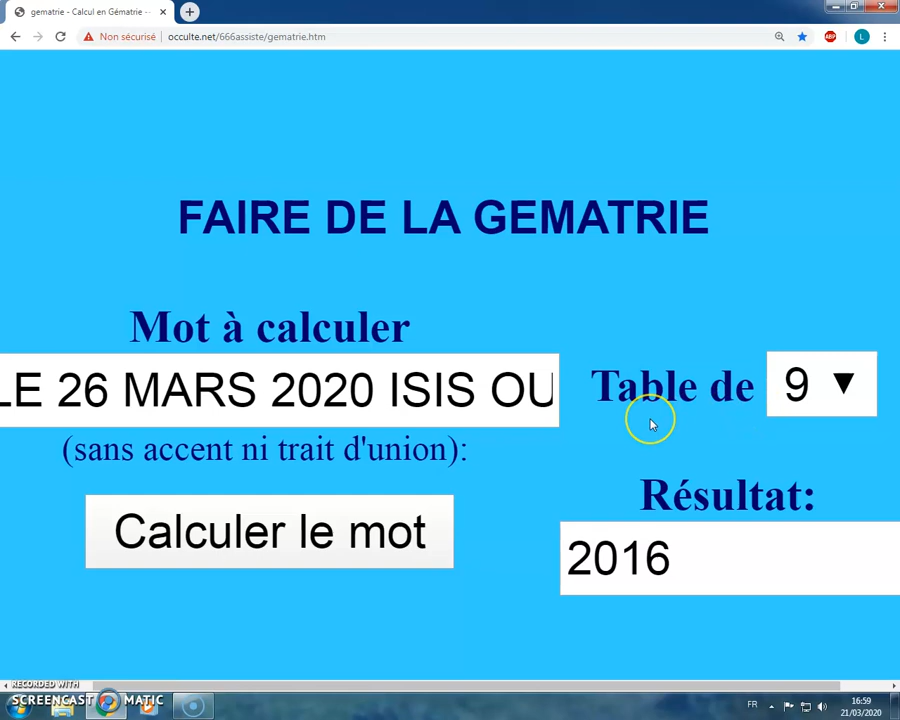 gematrie - Calcul en Gématrie -
Non sécurisé
occulte.net/666assiste/gematrie.htm
ABP
L
FAIRE DE LA GEMATRIE
Mot à calculer
LE 26 MARS 2020 ISIS OU
Table de 9
(sans accent ni trait d'union):
Résultat:
Calculer le mot
2016
RECORDED WITH
SCREENCAST MATIC
FR
16:59
21/03/2020